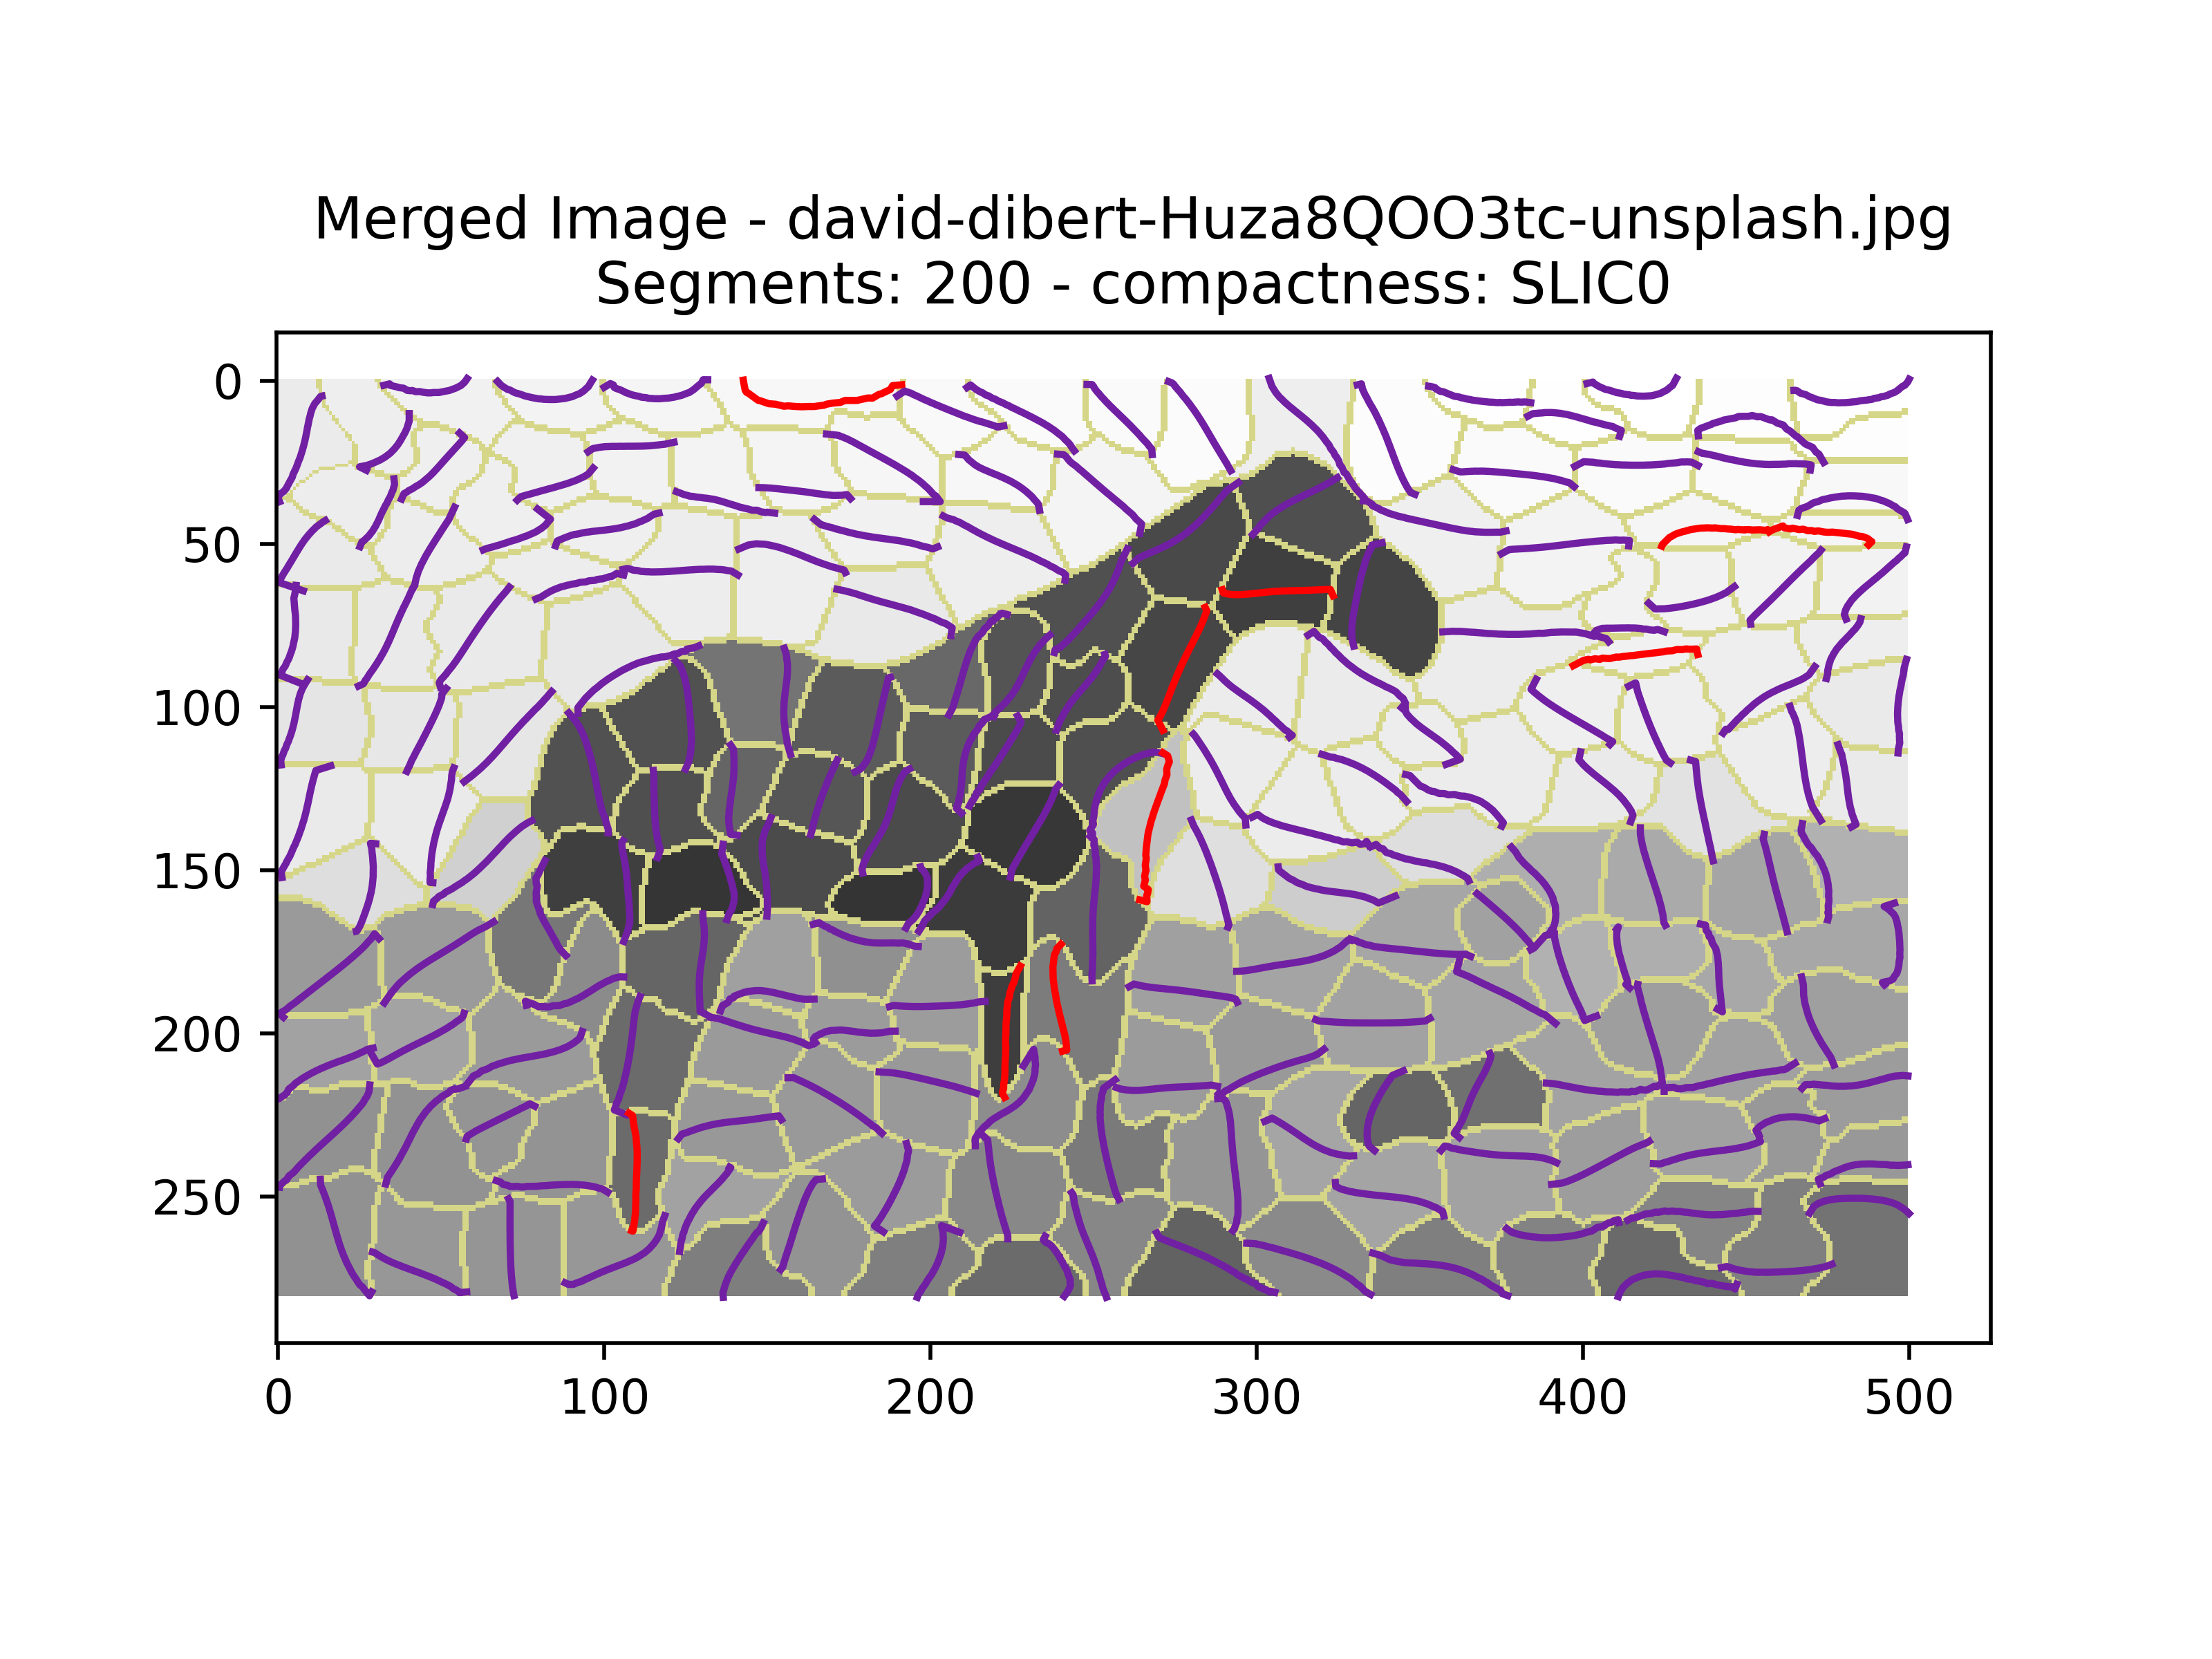 Merged Image - david-dibert-Huza8QOO3tc-unsplash.jpg
Segments: 200 - compactness: SLIC0
0
50
100
150
200
250
0 100 200 300 400 500